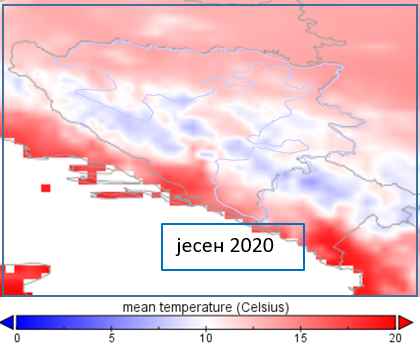 јесен 2020
mean temperature (Celsius)
0 5 10 15 20